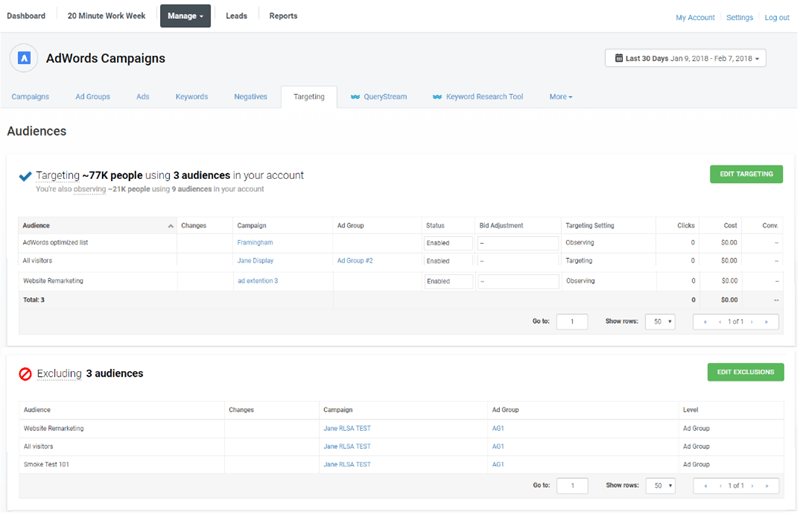 Dashboard 20 Minute Work Week Manage Leads Reports My Account Settings Log out
AdWords Campaigns Last 30 Days Jan 9, 2018 - Feb 7, 2018
Campaigns Ad Groups Ads Keywords Negatives Targeting QueryStream Keyword Research Tool More
Audiences
Targeting ~77K people using 3 audiences in your account EDIT TARGETING
You're also observing ~21K people using 9 audiences in your account
Audience Changes Campaign Ad Group Status Bid Adjustment Targeting Setting Clicks Cost Conv.
AdWords optimized list Framingham Enabled -- Observing 0 $0.00 --
All visitors Jane Display Ad Group #2 Enabled -- Targeting 0 $0.00 --
Website Remarketing ad extention 3 Enabled -- Observing 0 $0.00 --
Total: 3 0 $0.00 --
Go to: 1 Show rows: 50 « ‹ 1 of 1 › »
Excluding 3 audiences EDIT EXCLUSIONS
Audience Changes Campaign Ad Group Level
Website Remarketing Jane RLSA TEST AG1 Ad Group
All visitors Jane RLSA TEST AG1 Ad Group
Smoke Test 101 Jane RLSA TEST AG1 Ad Group
Go to: 1 Show rows: 50 « ‹ 1 of 1 › »